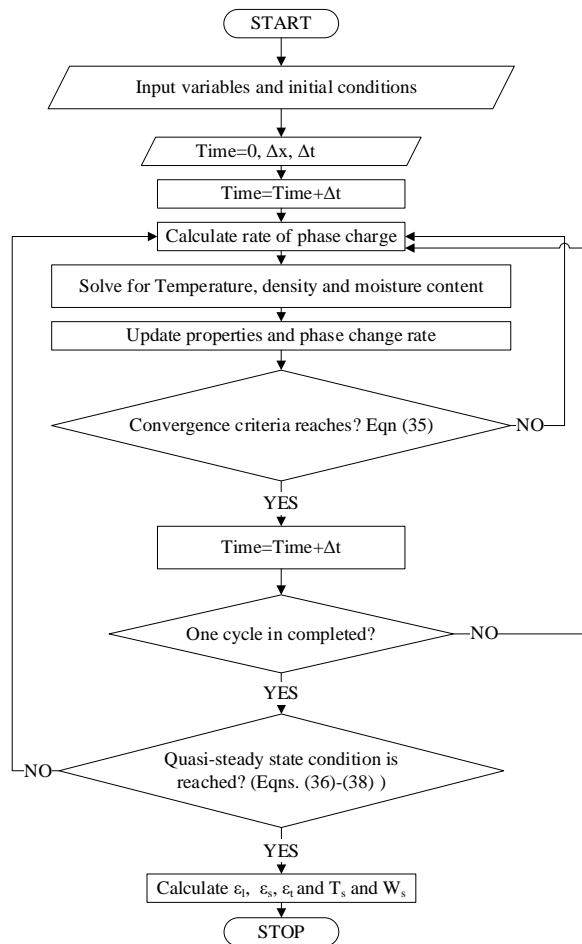 START
Input variables and initial conditions
Time=0, Δx, Δt
Time=Time+Δt
Calculate rate of phase charge
Solve for Temperature, density and moisture content
Update properties and phase change rate
Convergence criteria reaches? Eqn (35)
NO
YES
Time=Time+Δt
One cycle in completed?
NO
YES
Quasi-steady state condition is
reached? (Eqns. (36)-(38) )
NO
YES
Calculate εl, εs, εt and Ts and Ws
STOP